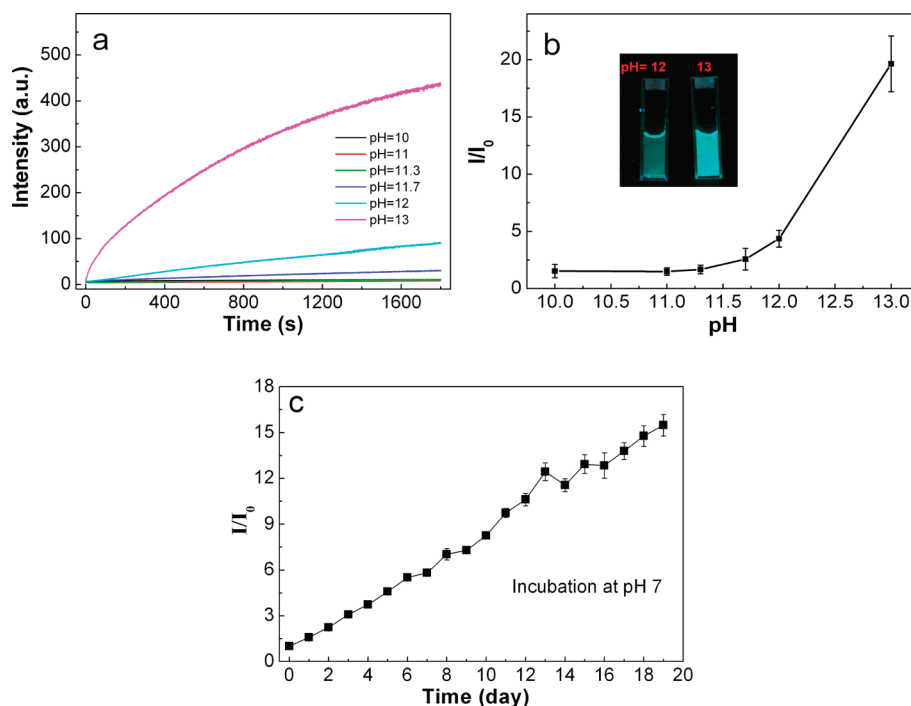 a
500
400
300
200
100
0
Intensity (a.u.)
pH=10
pH=11
pH=11.3
pH=11.7
pH=12
pH=13
0 400 800 1200 1600
Time (s)
b
20
15
10
5
0
I/I0
pH= 12 13
10.0 10.5 11.0 11.5 12.0 12.5 13.0
pH
c
18
15
12
9
6
3
0
I/I0
Incubation at pH 7
0 2 4 6 8 10 12 14 16 18 20
Time (day)